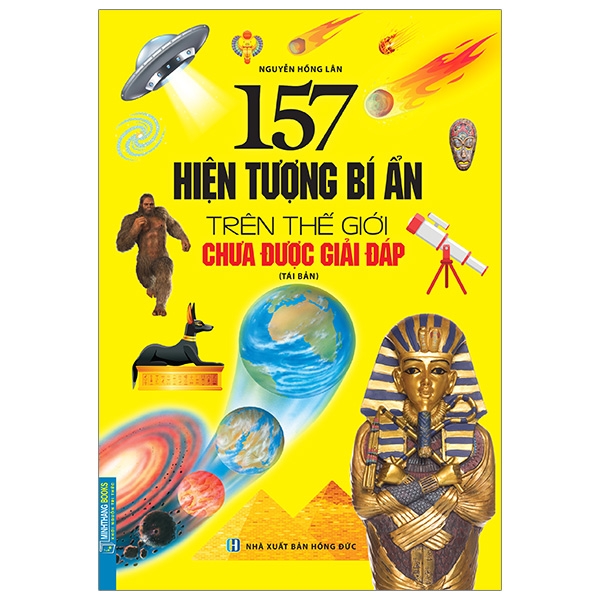 NGUYỄN HỒNG LÂN
157
HIỆN TƯỢNG BÍ ẨN
TRÊN THẾ GIỚI
CHƯA ĐƯỢC GIẢI ĐÁP
(TÁI BẢN)
MINHTHANG BOOKS
NHÀ XUẤT BẢN HỒNG ĐỨC